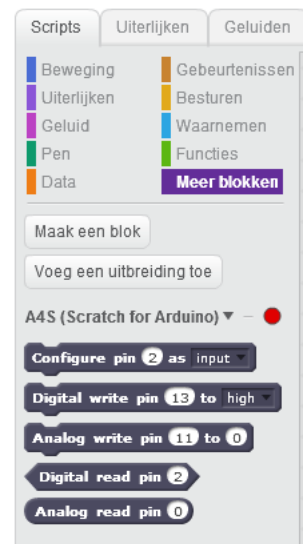 Scripts Uiterlijken Geluiden
Beweging Gebeurtenissen
Uiterlijken Besturen
Geluid Waarnemen
Pen Functies
Data Meer blokken
Maak een blok
Voeg een uitbreiding toe
A4S (Scratch for Arduino)
Configure pin 2 as input
Digital write pin 13 to high
Analog write pin 11 to 0
Digital read pin 2
Analog read pin 0